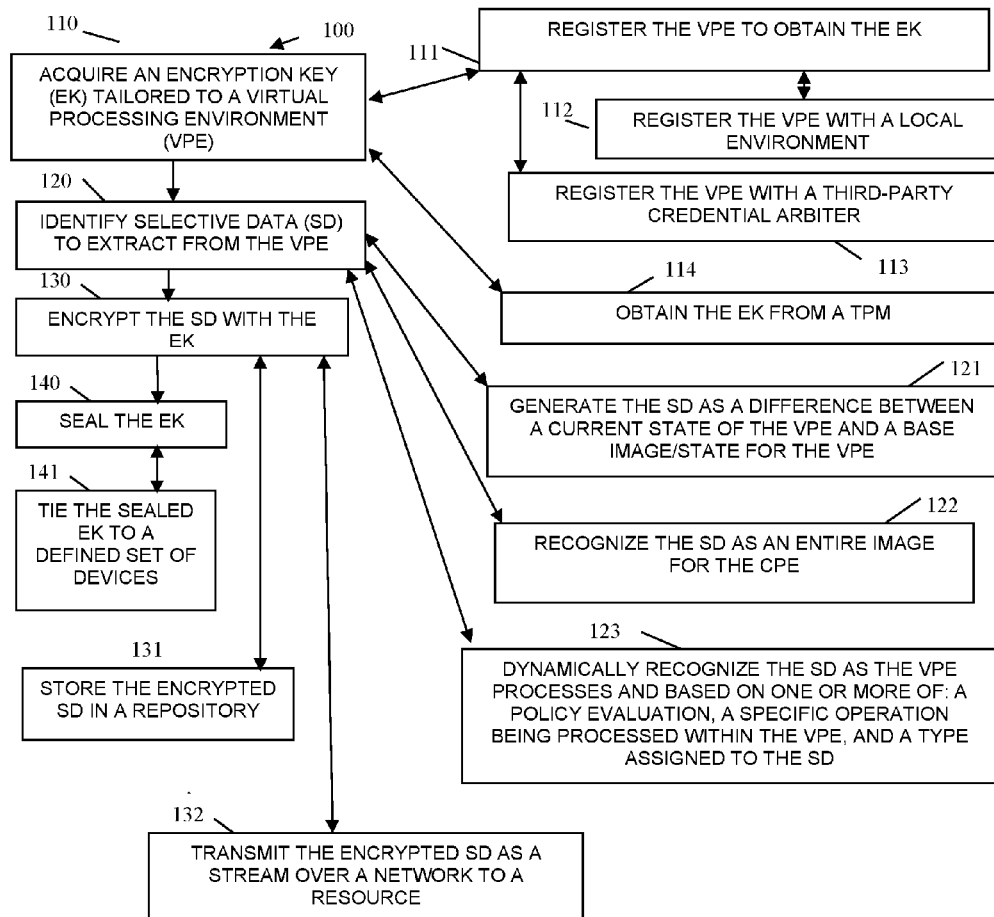 110
100
ACQUIRE AN ENCRYPTION KEY
(EK) TAILORED TO A VIRTUAL
PROCESSING ENVIRONMENT
(VPE)
111
REGISTER THE VPE TO OBTAIN THE EK
112
REGISTER THE VPE WITH A LOCAL
ENVIRONMENT
REGISTER THE VPE WITH A THIRD-PARTY
CREDENTIAL ARBITER
113
114
OBTAIN THE EK FROM A TPM
120
IDENTIFY SELECTIVE DATA (SD)
TO EXTRACT FROM THE VPE
121
GENERATE THE SD AS A DIFFERENCE BETWEEN
A CURRENT STATE OF THE VPE AND A BASE
IMAGE/STATE FOR THE VPE
122
RECOGNIZE THE SD AS AN ENTIRE IMAGE
FOR THE CPE
123
DYNAMICALLY RECOGNIZE THE SD AS THE VPE
PROCESSES AND BASED ON ONE OR MORE OF: A
POLICY EVALUATION, A SPECIFIC OPERATION
BEING PROCESSED WITHIN THE VPE, AND A TYPE
ASSIGNED TO THE SD
130
ENCRYPT THE SD WITH THE
EK
140
SEAL THE EK
141
TIE THE SEALED
EK TO A
DEFINED SET OF
DEVICES
131
STORE THE ENCRYPTED
SD IN A REPOSITORY
132
TRANSMIT THE ENCRYPTED SD AS A
STREAM OVER A NETWORK TO A
RESOURCE